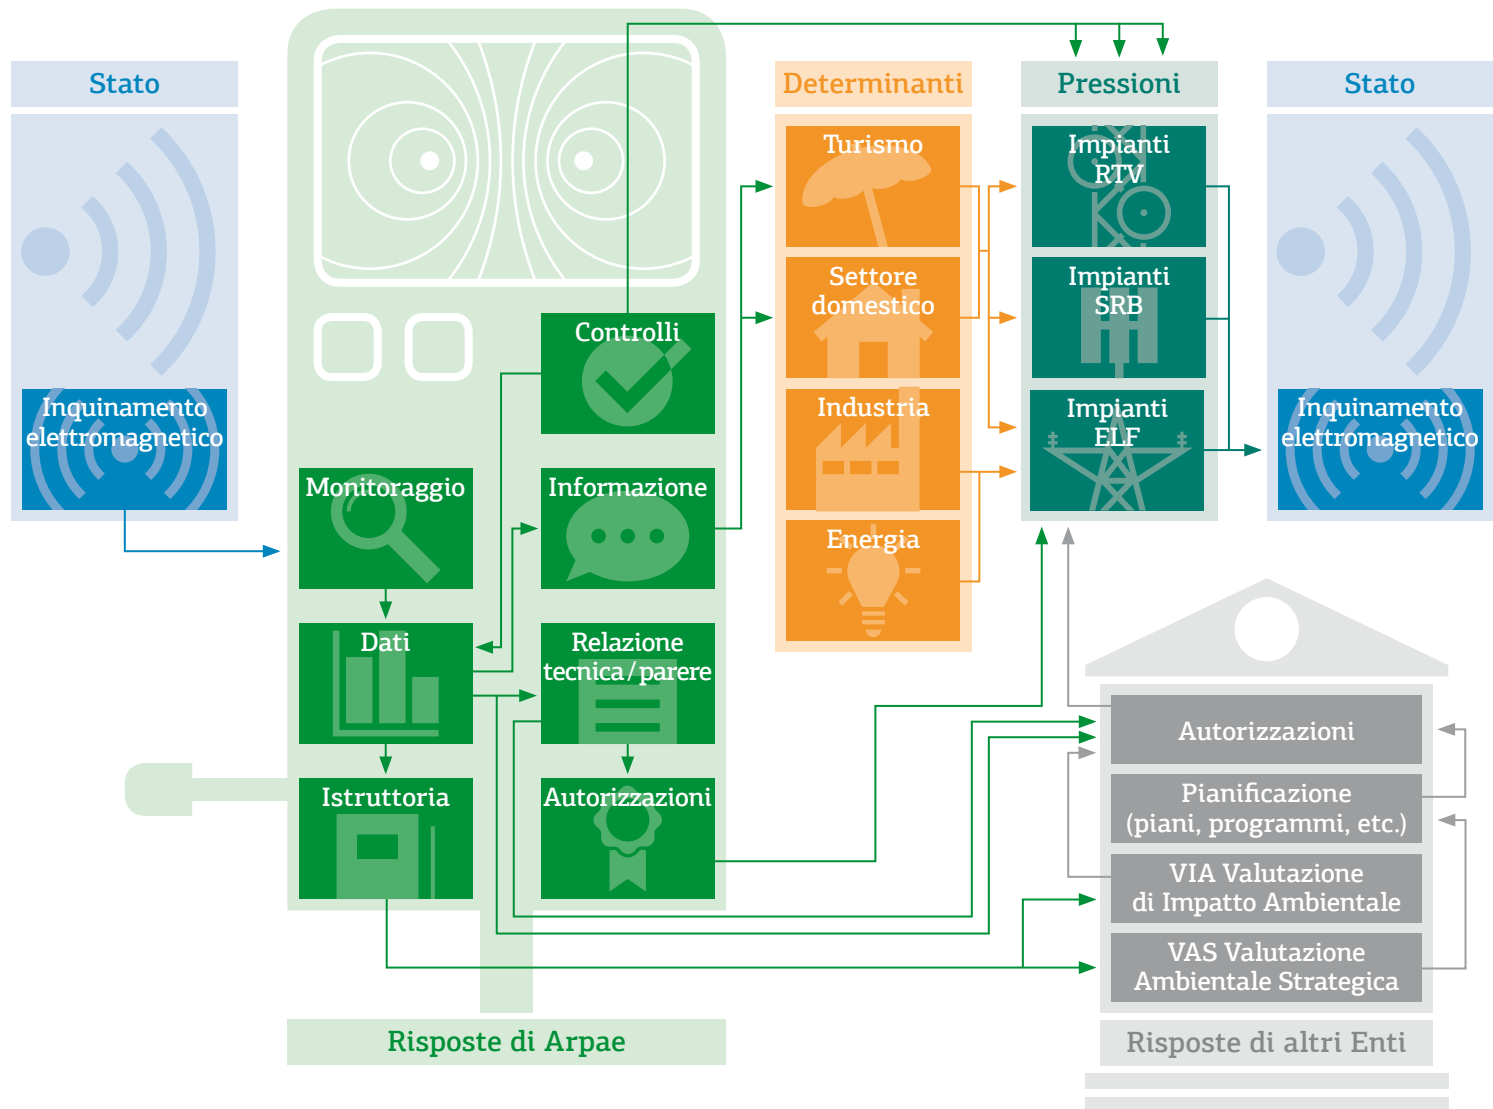 Stato
Inquinamento
elettromagnetico
Controlli
Monitoraggio
Informazione
Dati
Relazione
tecnica / parere
Istruttoria
Autorizzazioni
Risposte di Arpae
Determinanti
Turismo
Settore
domestico
Industria
Energia
Pressioni
Impianti
RTV
Impianti
SRB
Impianti
ELF
Stato
Inquinamento
elettromagnetico
Autorizzazioni
Pianificazione
(piani, programmi, etc.)
VIA Valutazione
di Impatto Ambientale
VAS Valutazione
Ambientale Strategica
Risposte di altri Enti